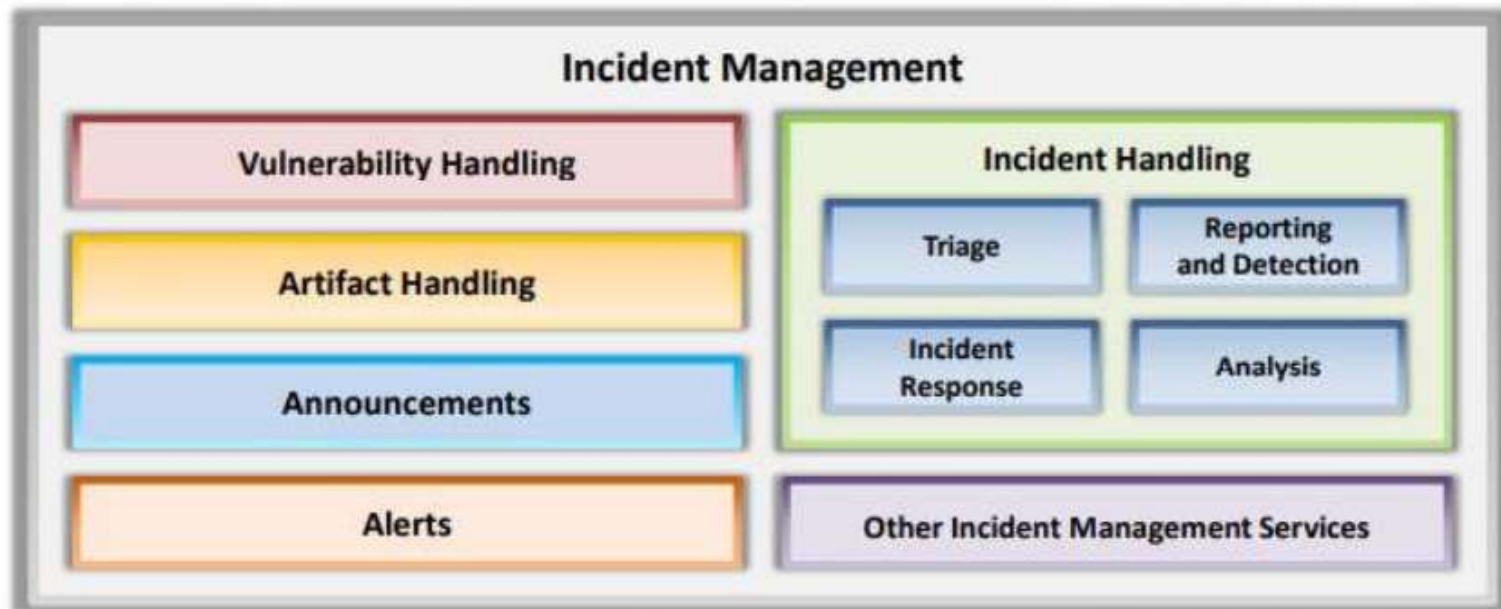 Incident Management
Vulnerability Handling
Artifact Handling
Announcements
Alerts
Incident Handling
Triage
Reporting
and Detection
Incident
Response
Analysis
Other Incident Management Services